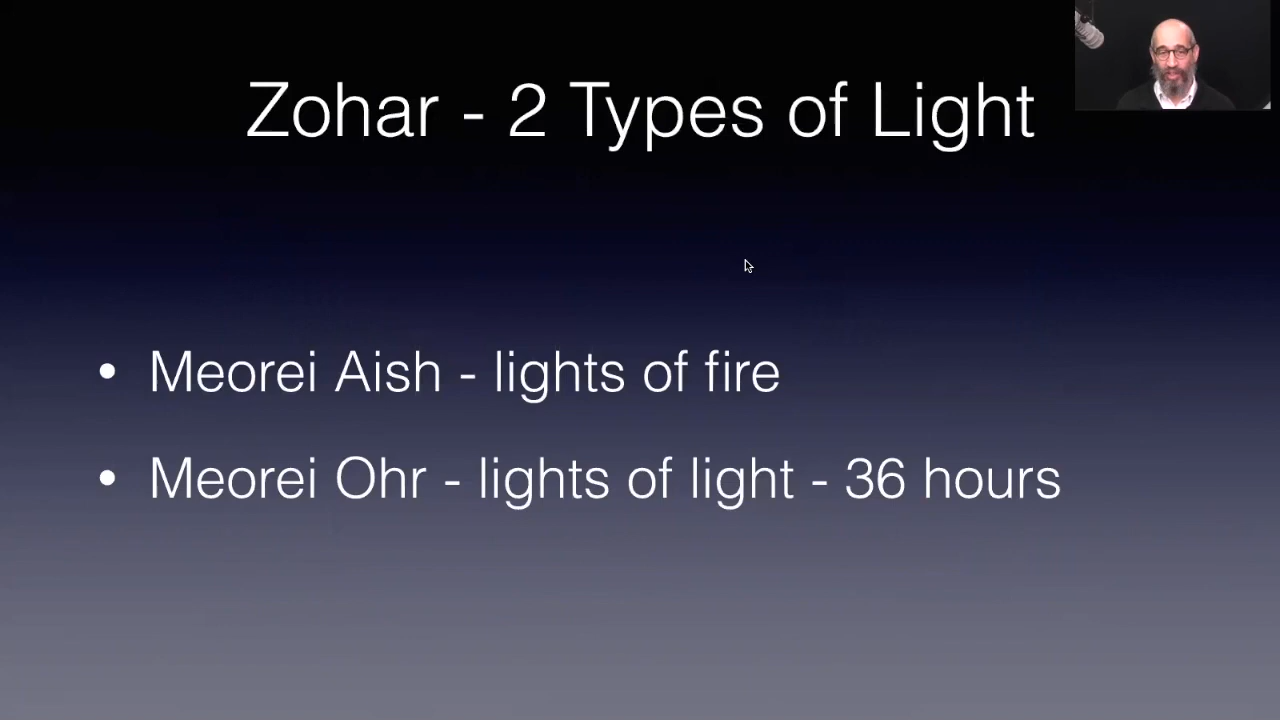 Zohar - 2 Types of Light
• Meorei Aish - lights of fire
• Meorei Ohr - lights of light - 36 hours